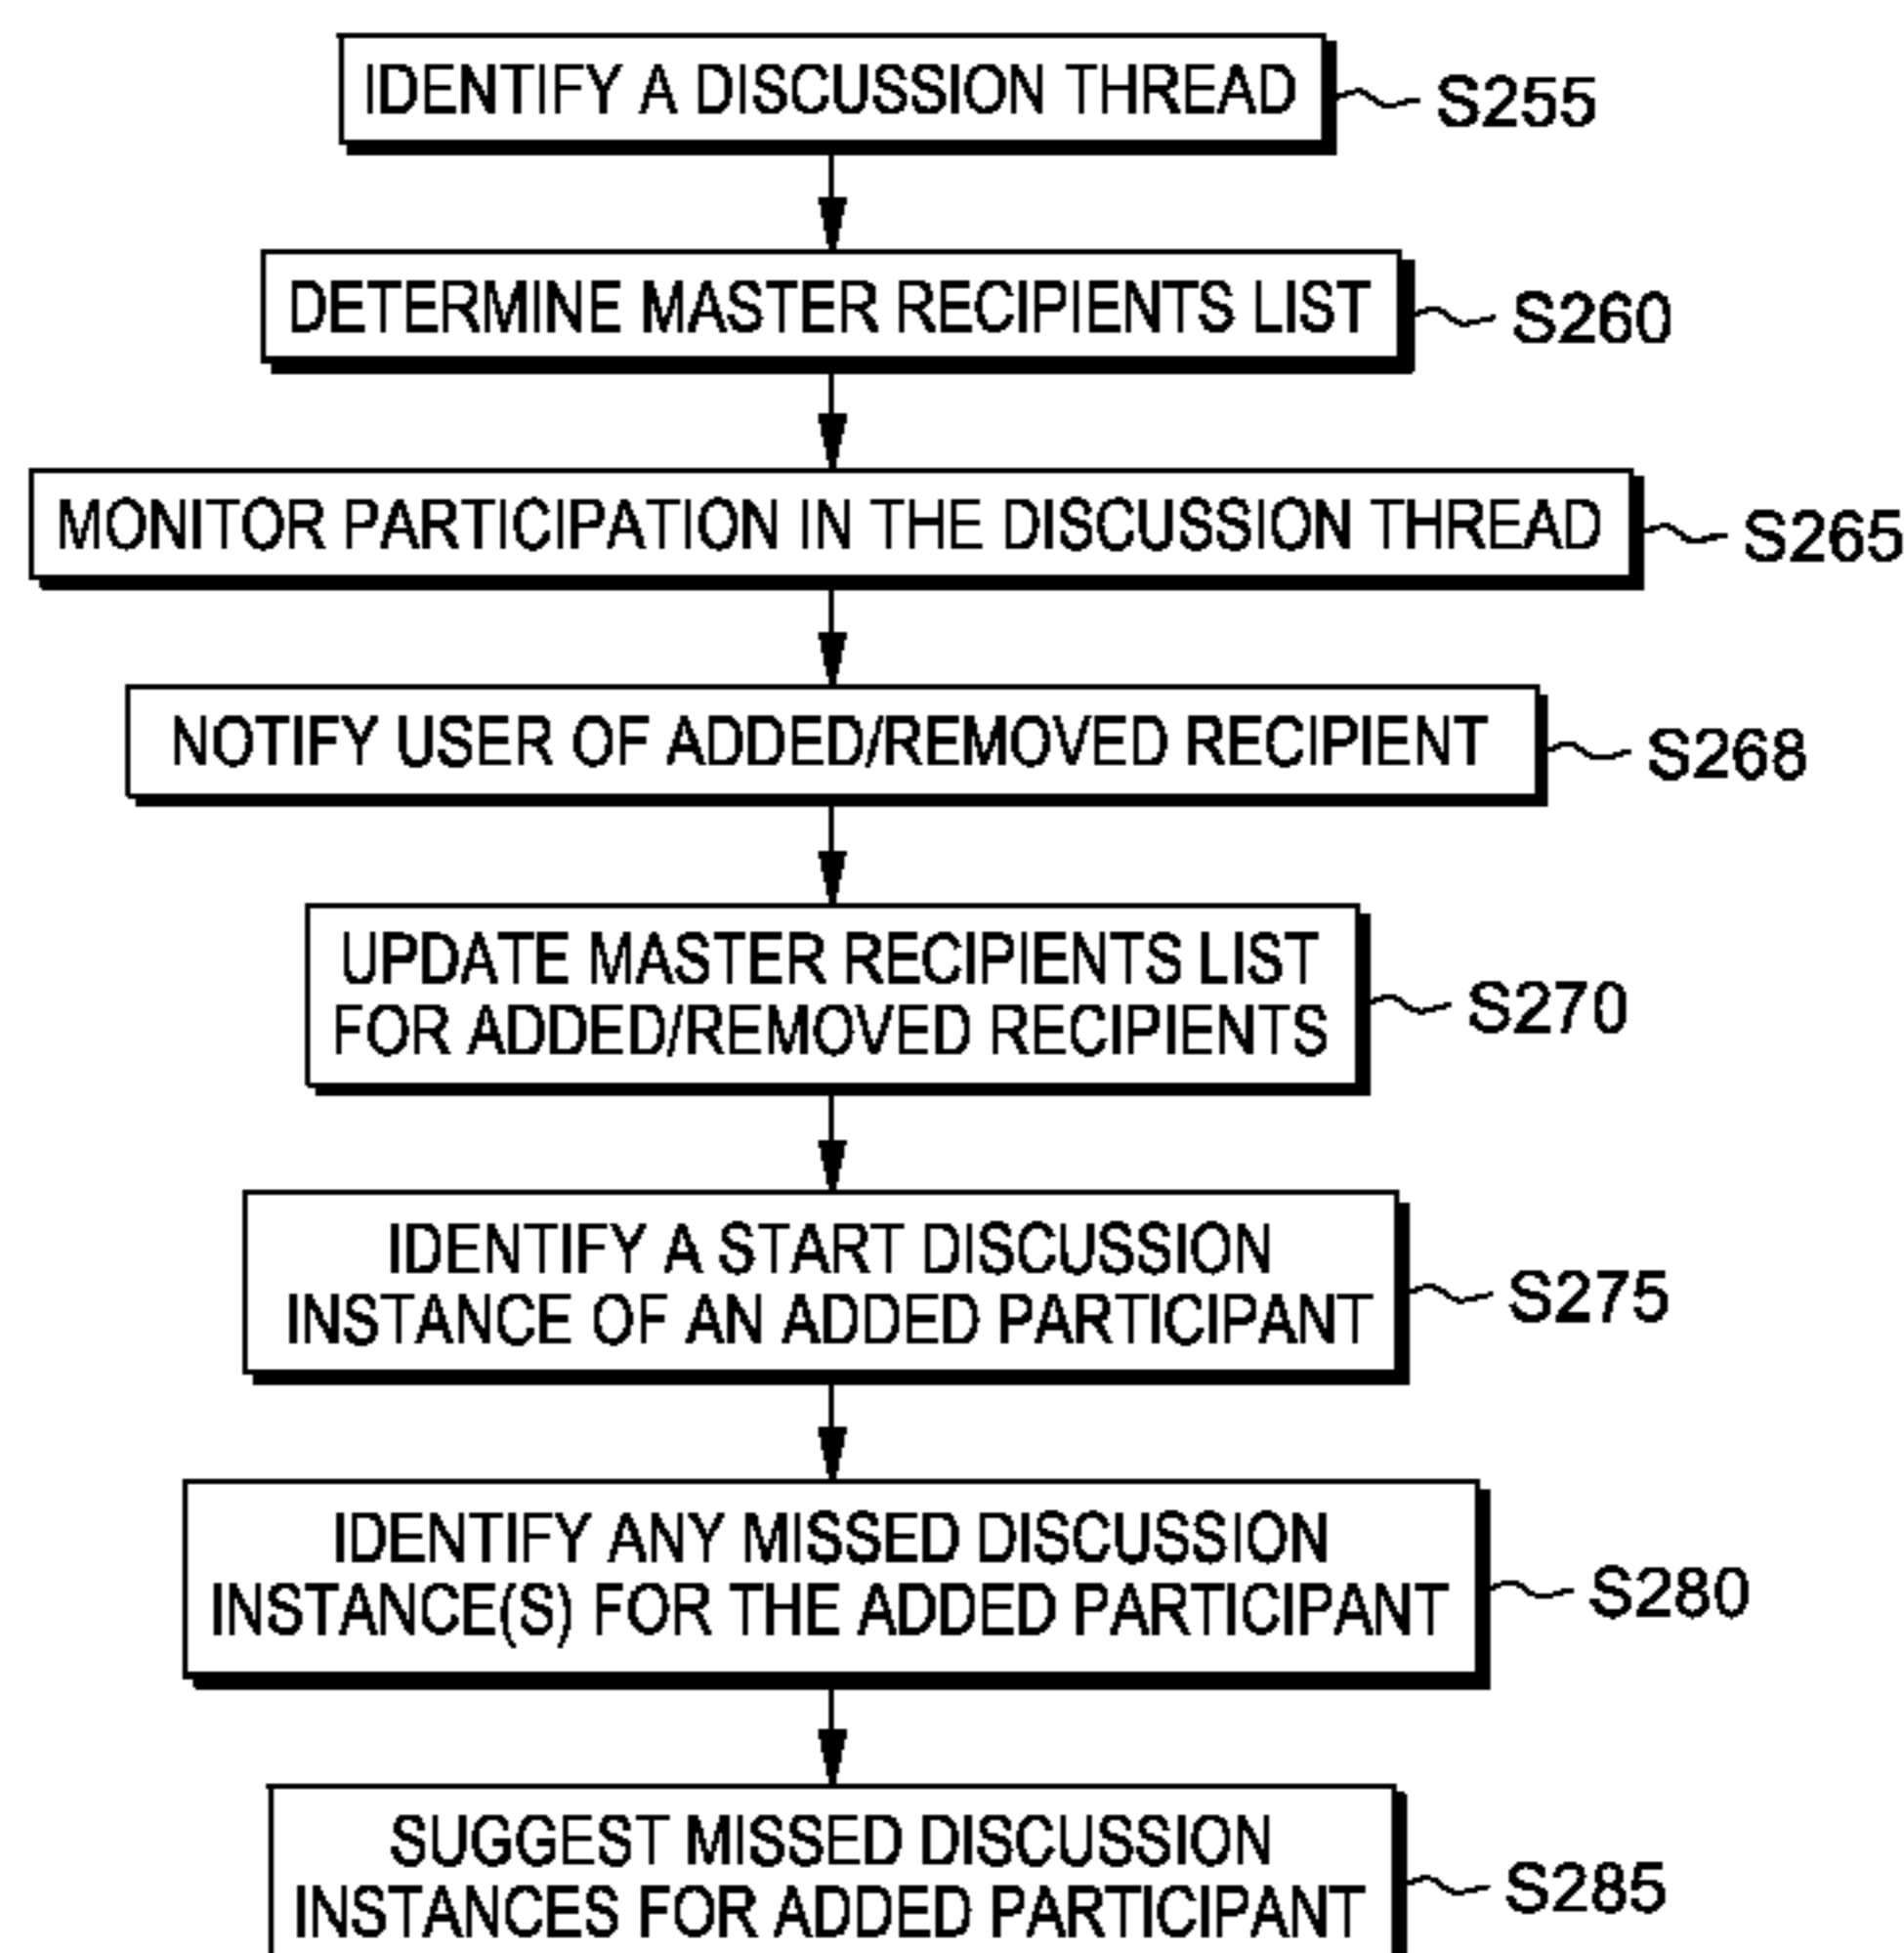 IDENTIFY A DISCUSSION THREAD
S255
DETERMINE MASTER RECIPIENTS LIST
S260
MONITOR PARTICIPATION IN THE DISCUSSION THREAD
S265
NOTIFY USER OF ADDED/REMOVED RECIPIENT
S268
UPDATE MASTER RECIPIENTS LIST
FOR ADDED/REMOVED RECIPIENTS
S270
IDENTIFY A START DISCUSSION
INSTANCE OF AN ADDED PARTICIPANT
S275
IDENTIFY ANY MISSED DISCUSSION
INSTANCE(S) FOR THE ADDED PARTICIPANT
S280
SUGGEST MISSED DISCUSSION
INSTANCES FOR ADDED PARTICIPANT
S285